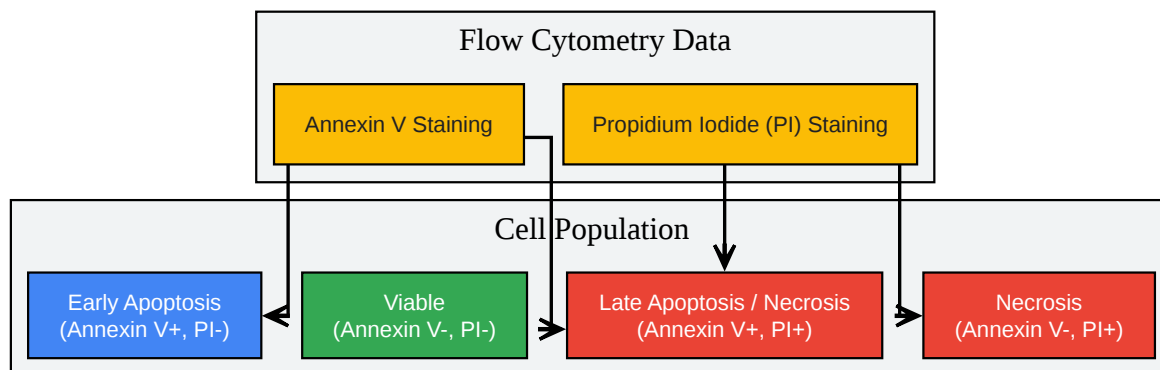 Flow Cytometry Data
Annexin V Staining
Propidium Iodide (PI) Staining
Cell Population
Early Apoptosis
(Annexin V+, PI-)
Viable
(Annexin V-, PI-)
Late Apoptosis / Necrosis
(Annexin V+, PI+)
Necrosis
(Annexin V-, PI+)